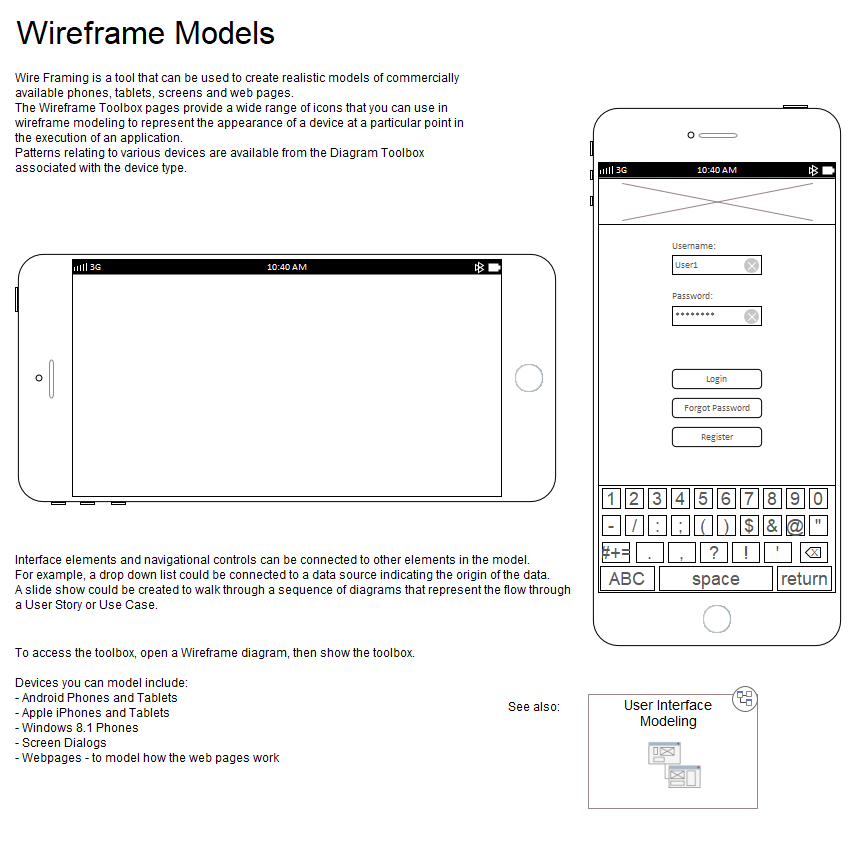 Wireframe Models
Wire Framing is a tool that can be used to create realistic models of commercially
available phones, tablets, screens and web pages.
The Wireframe Toolbox pages provide a wide range of icons that you can use in
wireframe modeling to represent the appearance of a device at a particular point in
the execution of an application.
Patterns relating to various devices are available from the Diagram Toolbox
associated with the device type.
3G 10:40 AM
3G 10:40 AM
Username:
User1
Password:
********
Login
Forgot Password
Register
1 2 3 4 5 6 7 8 9 0
- / : ; ( ) $ & @ "
#+= . , ? ! '
ABC space return
Interface elements and navigational controls can be connected to other elements in the model.
For example, a drop down list could be connected to a data source indicating the origin of the data.
A slide show could be created to walk through a sequence of diagrams that represent the flow through
a User Story or Use Case.
To access the toolbox, open a Wireframe diagram, then show the toolbox.
Devices you can model include:
- Android Phones and Tablets
- Apple iPhones and Tablets
- Windows 8.1 Phones
- Screen Dialogs
- Webpages - to model how the web pages work
See also:
User Interface
Modeling